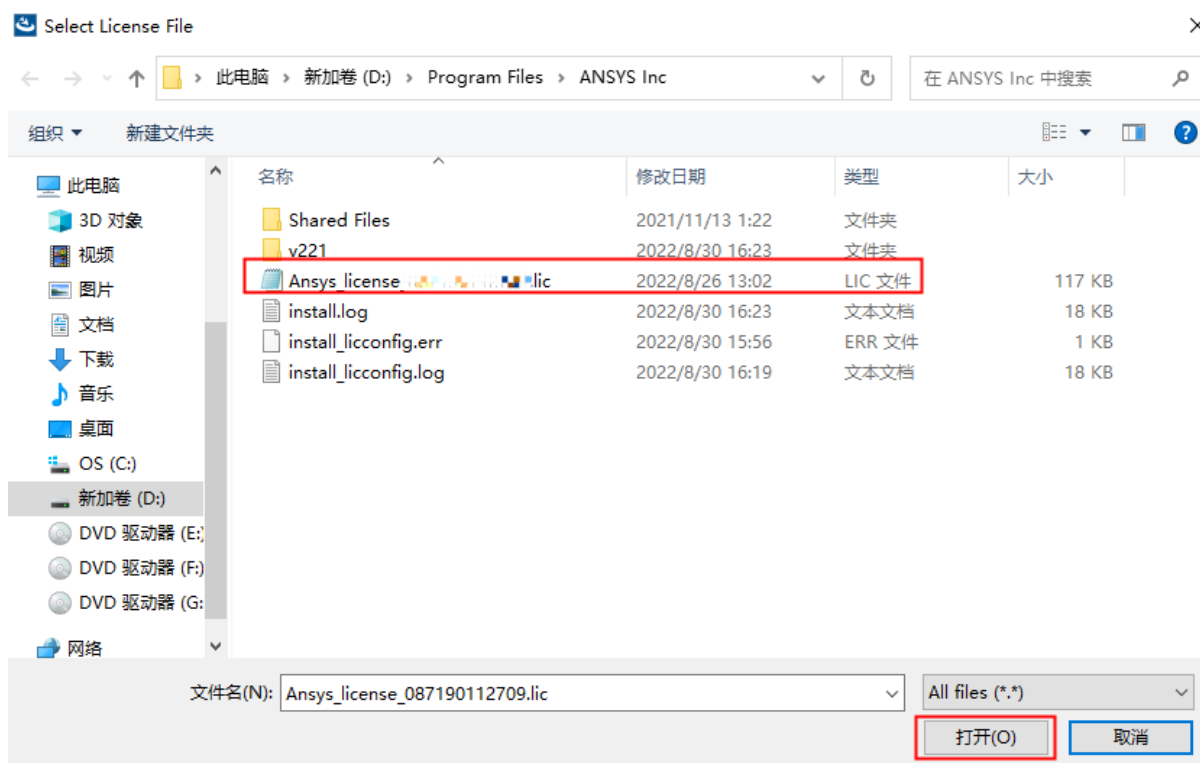 Select License File
此电脑 › 新加卷 (D:) › Program Files › ANSYS Inc
在 ANSYS Inc 中搜索
组织 新建文件夹
名称 修改日期 类型 大小
此电脑
3D 对象
视频
图片
文档
下载
音乐
桌面
OS (C:)
新加卷 (D:)
DVD 驱动器 (E:)
DVD 驱动器 (F:)
DVD 驱动器 (G:
网络
Shared Files 2021/11/13 1:22 文件夹
v221 2022/8/30 16:23 文件夹
Ansys_license_ .lic 2022/8/26 13:02 LIC 文件 117 KB
install.log 2022/8/30 16:23 文本文档 18 KB
install_licconfig.err 2022/8/30 15:56 ERR 文件 1 KB
install_licconfig.log 2022/8/30 16:19 文本文档 18 KB
文件名(N): Ansys_license_087190112709.lic All files (*.*)
打开(O) 取消